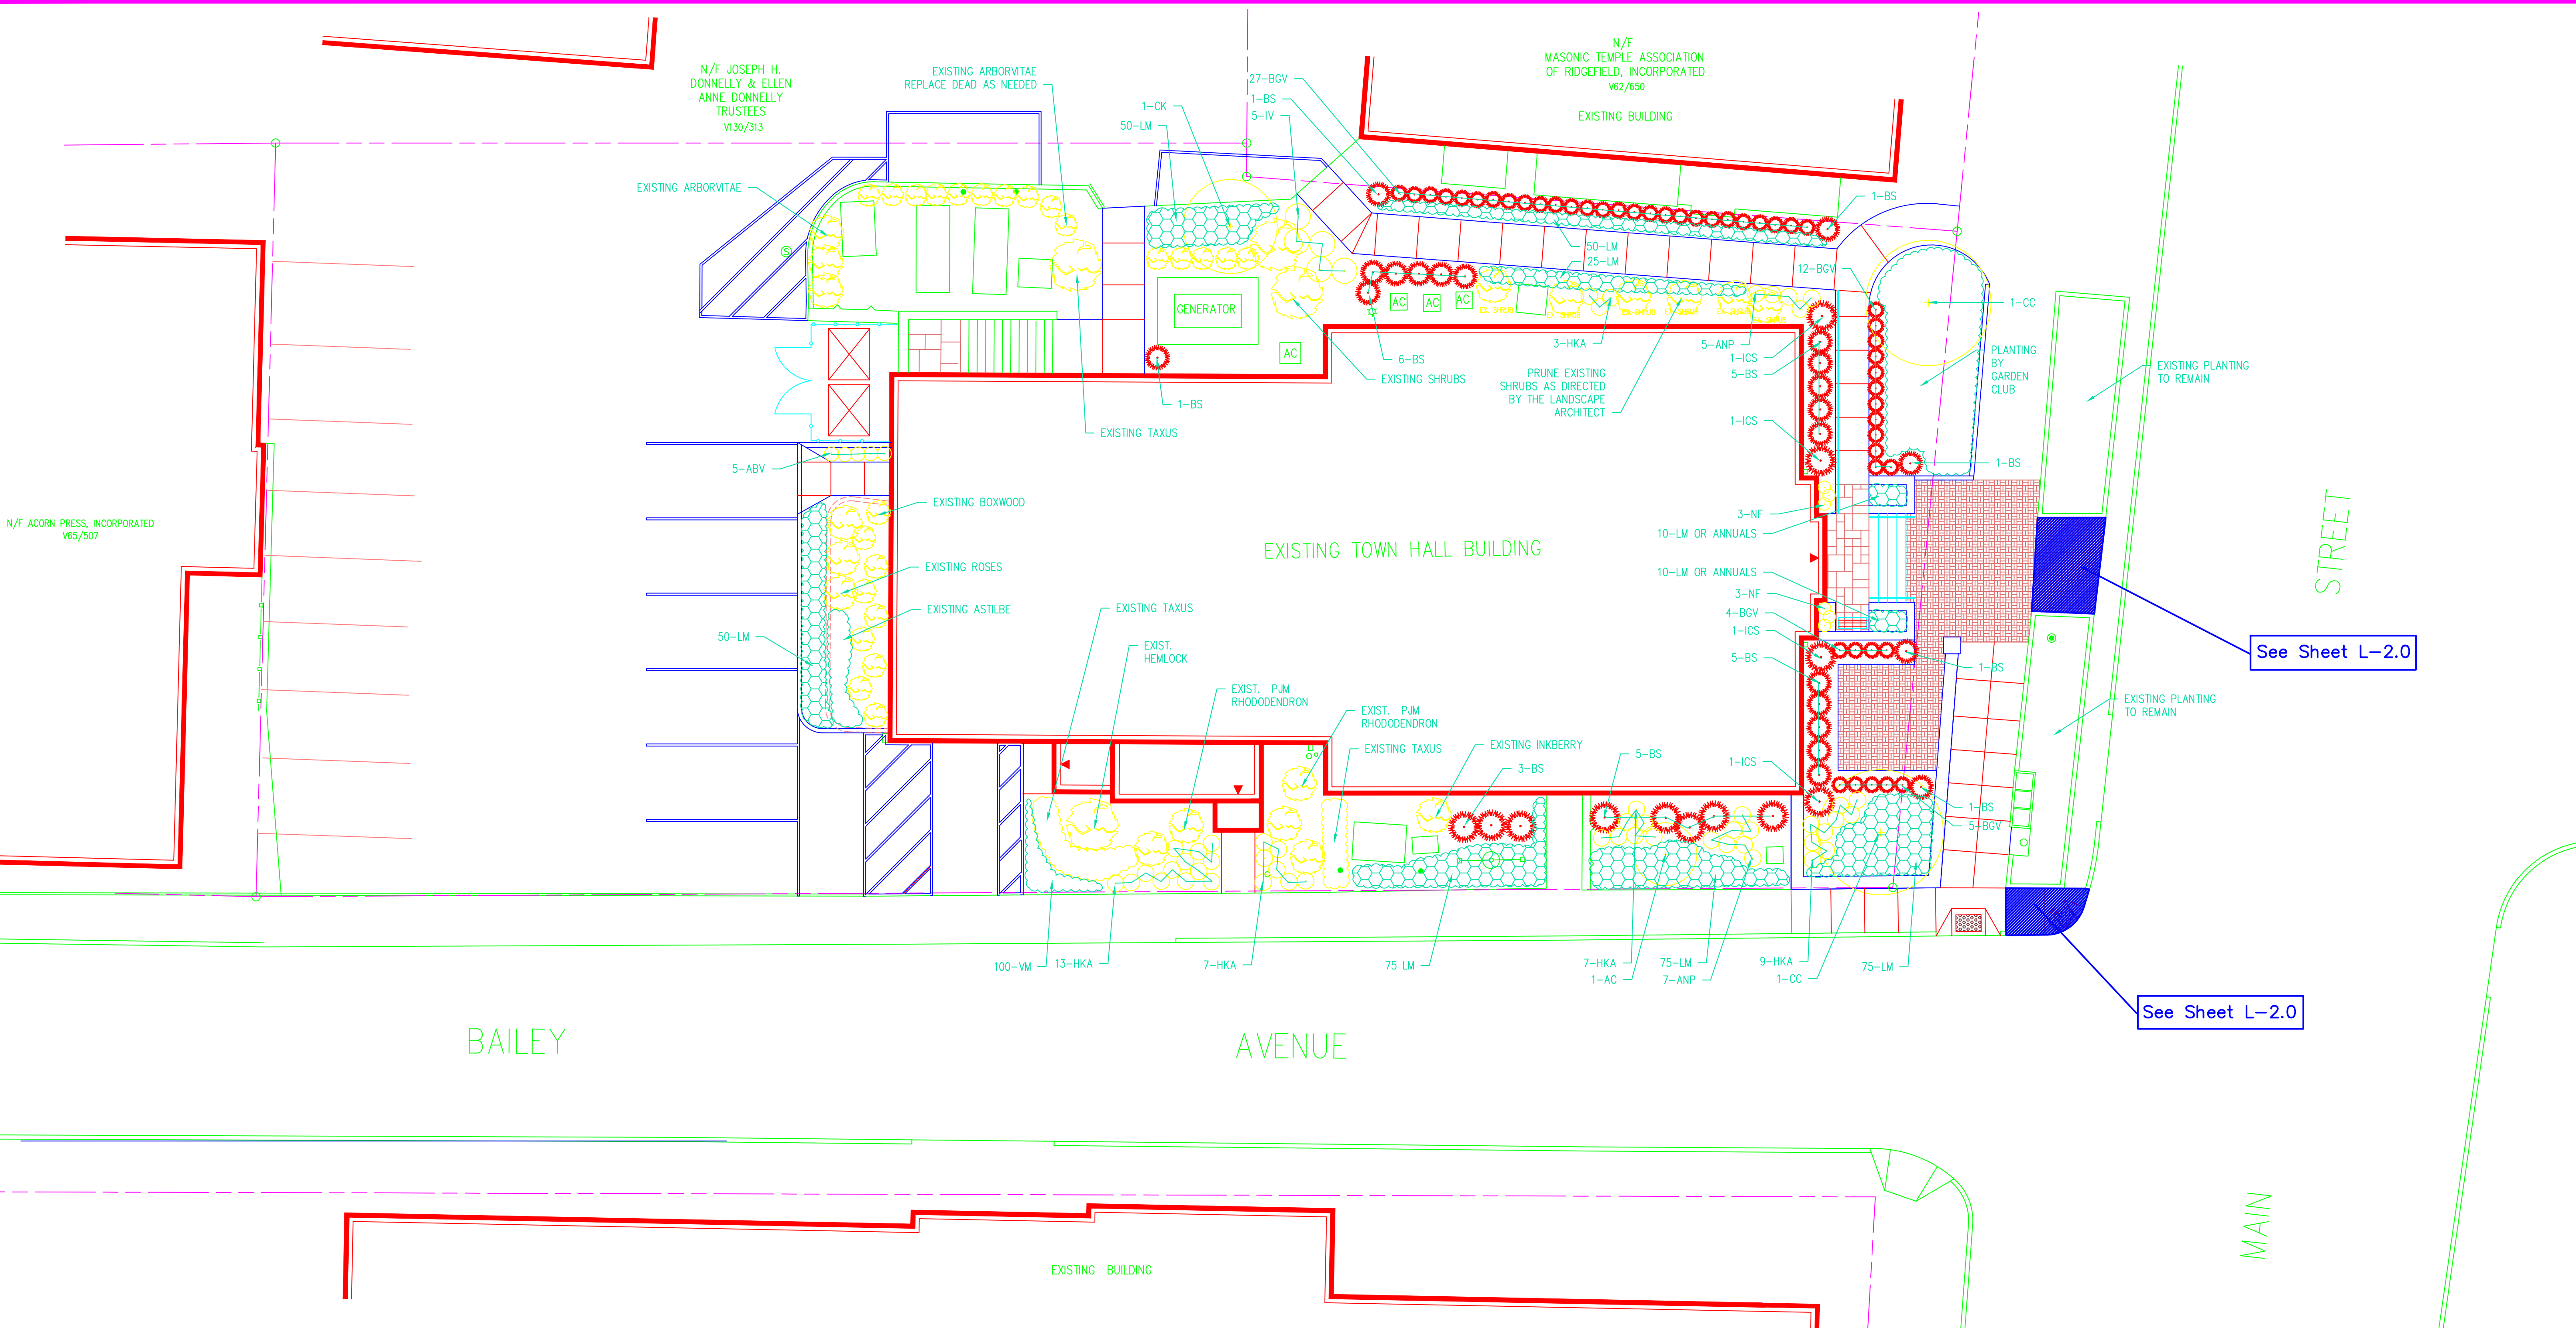 N/F JOSEPH H.
DONNELLY & ELLEN
ANNE DONNELLY
TRUSTEES
V130/313
EXISTING ARBORVITAE
REPLACE DEAD AS NEEDED
1-CK
50-LM
27-BGV
1-BS
5-IV
N/F
MASONIC TEMPLE ASSOCIATION
OF RIDGEFIELD, INCORPORATED
V62/650
EXISTING BUILDING
EXISTING ARBORVITAE
1-BS
S
50-LM
25-LM
12-BGV
1-CC
GENERATOR
AC
AC
AC
AC
6-BS
EXISTING SHRUBS
3-HKA
5-ANP
1-ICS
5-BS
PRUNE EXISTING
SHRUBS AS DIRECTED
BY THE LANDSCAPE
ARCHITECT
PLANTING
BY
GARDEN
CLUB
EXISTING PLANTING
TO REMAIN
1-BS
EXISTING TAXUS
1-ICS
5-ABV
1-BS
EXISTING BOXWOOD
3-NF
10-LM OR ANNUALS
N/F ACORN PRESS, INCORPORATED
V65/507
EXISTING TOWN HALL BUILDING
STREET
EXISTING ROSES
10-LM OR ANNUALS
3-NF
4-BGV
1-ICS
5-BS
EXISTING ASTILBE
50-LM
EXISTING TAXUS
EXIST.
HEMLOCK
EXIST. PJM
RHODODENDRON
EXIST. PJM
RHODODENDRON
EXISTING TAXUS
EXISTING INKBERRY
3-BS
5-BS
1-ICS
1-BS
See Sheet L-2.0
EXISTING PLANTING
TO REMAIN
1-BS
5-BGV
100-VM
13-HKA
7-HKA
75 LM
7-HKA
1-AC
75-LM
7-ANP
9-HKA
1-CC
75-LM
See Sheet L-2.0
BAILEY
AVENUE
MAIN
EXISTING BUILDING